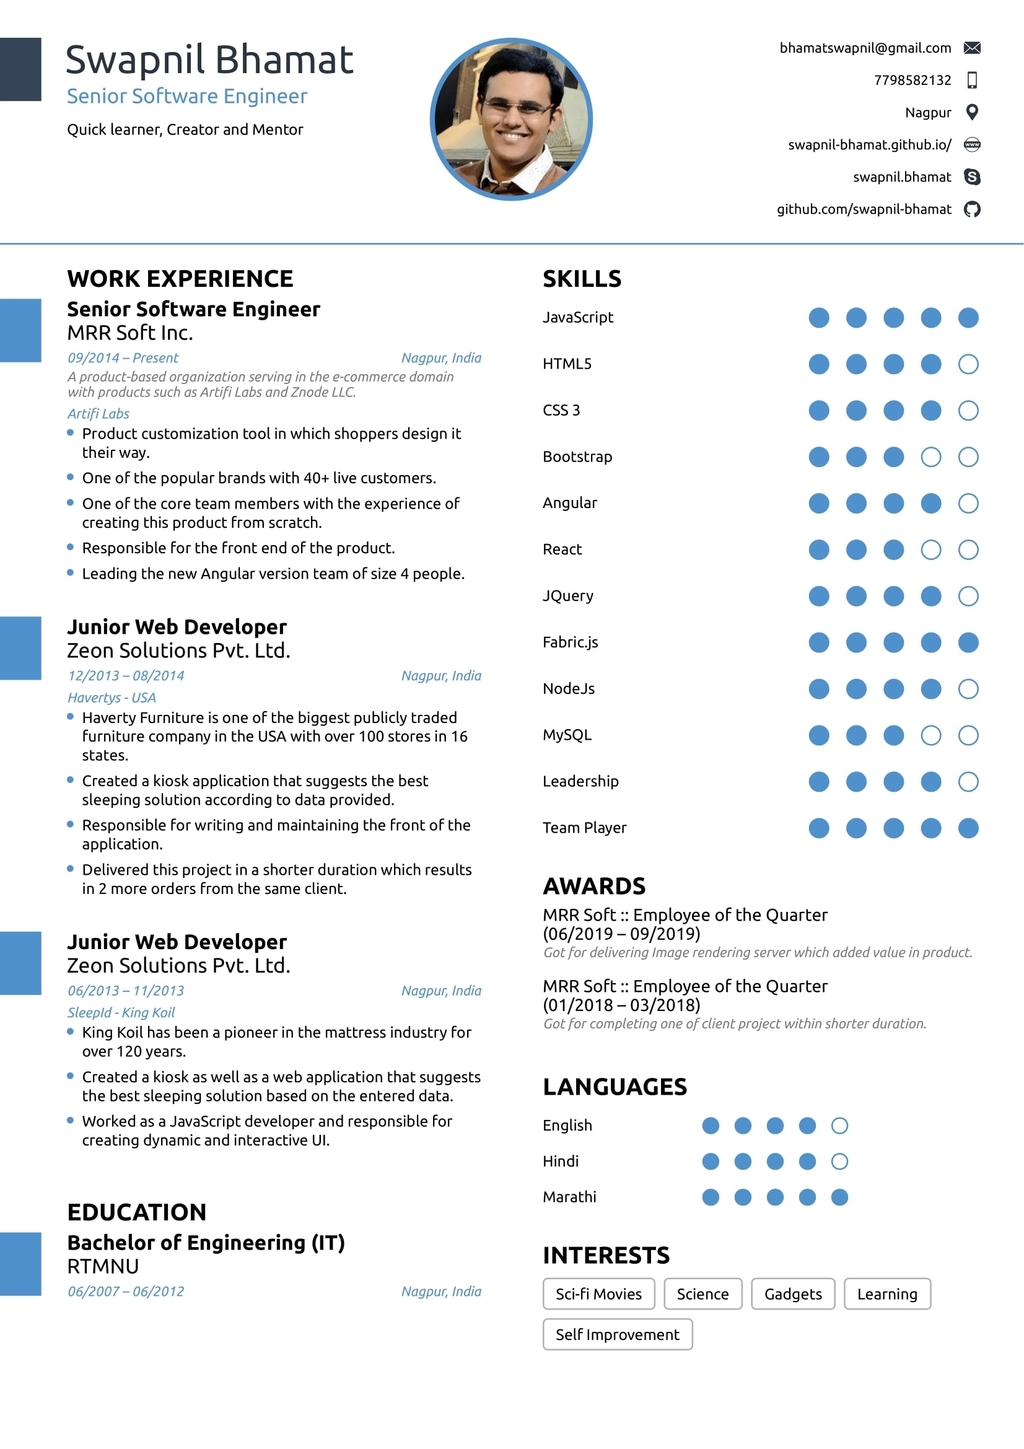 Swapnil Bhamat
Senior Software Engineer
Quick learner, Creator and Mentor
bhamatswapnil@gmail.com
7798582132
Nagpur
swapnil-bhamat.github.io/
swapnil.bhamat
github.com/swapnil-bhamat
WORK EXPERIENCE
Senior Software Engineer
MRR Soft Inc.
09/2014 – Present Nagpur, India
A product-based organization serving in the e-commerce domain
with products such as Artifi Labs and Znode LLC.
Artifi Labs
Product customization tool in which shoppers design it
their way.
One of the popular brands with 40+ live customers.
One of the core team members with the experience of
creating this product from scratch.
Responsible for the front end of the product.
Leading the new Angular version team of size 4 people.
Junior Web Developer
Zeon Solutions Pvt. Ltd.
12/2013 – 08/2014 Nagpur, India
Havertys - USA
Haverty Furniture is one of the biggest publicly traded
furniture company in the USA with over 100 stores in 16
states.
Created a kiosk application that suggests the best
sleeping solution according to data provided.
Responsible for writing and maintaining the front of the
application.
Delivered this project in a shorter duration which results
in 2 more orders from the same client.
Junior Web Developer
Zeon Solutions Pvt. Ltd.
06/2013 – 11/2013 Nagpur, India
SleepId - King Koil
King Koil has been a pioneer in the mattress industry for
over 120 years.
Created a kiosk as well as a web application that suggests
the best sleeping solution based on the entered data.
Worked as a JavaScript developer and responsible for
creating dynamic and interactive UI.
EDUCATION
Bachelor of Engineering (IT)
RTMNU
06/2007 – 06/2012 Nagpur, India
SKILLS
JavaScript
HTML5
CSS 3
Bootstrap
Angular
React
JQuery
Fabric.js
NodeJs
MySQL
Leadership
Team Player
AWARDS
MRR Soft :: Employee of the Quarter
(06/2019 – 09/2019)
Got for delivering Image rendering server which added value in product.
MRR Soft :: Employee of the Quarter
(01/2018 – 03/2018)
Got for completing one of client project within shorter duration.
LANGUAGES
English
Hindi
Marathi
INTERESTS
Sci-fi Movies Science Gadgets Learning
Self Improvement